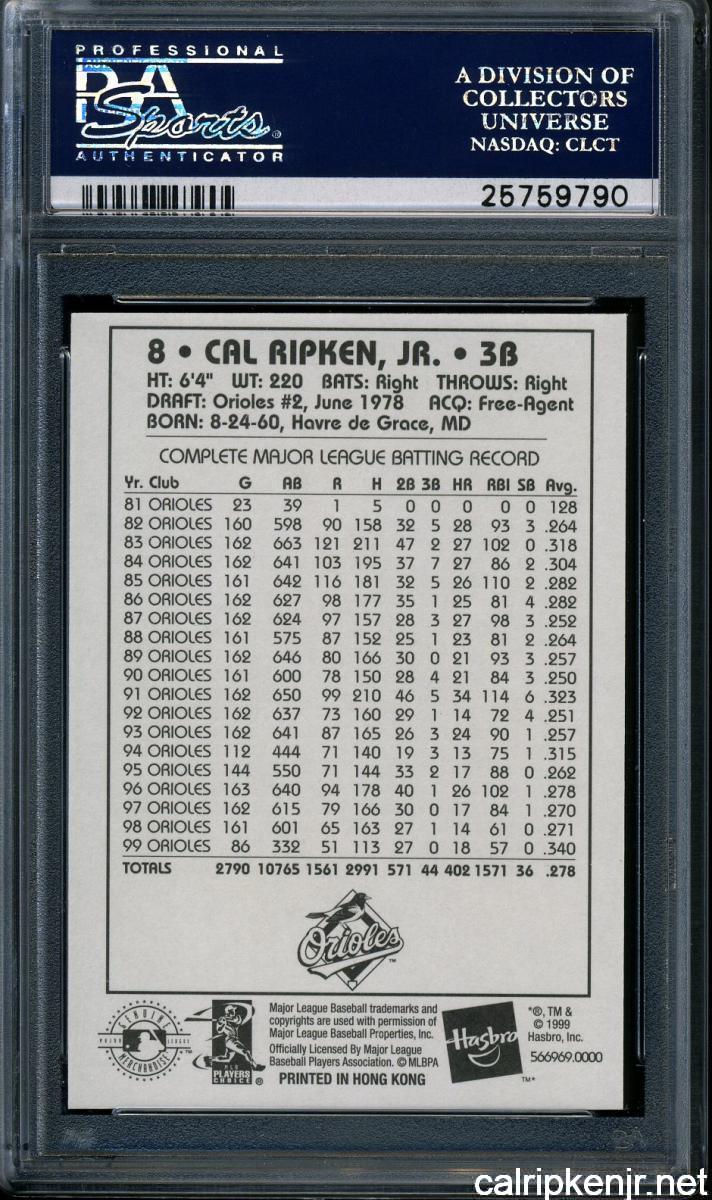 PROFESSIONAL
AUTHENTICATION
PSA
Sports®
AUTHENTICATOR
A DIVISION OF
COLLECTORS
UNIVERSE
NASDAQ: CLCT
25759790
8 • CAL RIPKEN, JR. • 3B
HT: 6'4" WT: 220 BATS: Right THROWS: Right
DRAFT: Orioles #2, June 1978 ACQ: Free-Agent
BORN: 8-24-60, Havre de Grace, MD
COMPLETE MAJOR LEAGUE BATTING RECORD
Yr. Club G AB R H 2B 3B HR RBI SB Avg.
81 ORIOLES 23 39 1 5 0 0 0 0 0 128
82 ORIOLES 160 598 90 158 32 5 28 93 3 .264
83 ORIOLES 162 663 121 211 47 2 27 102 0 .318
84 ORIOLES 162 641 103 195 37 7 27 86 2 .304
85 ORIOLES 161 642 116 181 32 5 26 110 2 .282
86 ORIOLES 162 627 98 177 35 1 25 81 4 .282
87 ORIOLES 162 624 97 157 28 3 27 98 3 .252
88 ORIOLES 161 575 87 152 25 1 23 81 2 .264
89 ORIOLES 162 646 80 166 30 0 21 93 3 .257
90 ORIOLES 161 600 78 150 28 4 21 84 3 .250
91 ORIOLES 162 650 99 210 46 5 34 114 6 .323
92 ORIOLES 162 637 73 160 29 1 14 72 4 .251
93 ORIOLES 162 641 87 165 26 3 24 90 1 .257
94 ORIOLES 112 444 71 140 19 3 13 75 1 .315
95 ORIOLES 144 550 71 144 33 2 17 88 0 .262
96 ORIOLES 163 640 94 178 40 1 26 102 1 .278
97 ORIOLES 162 615 79 166 30 0 17 84 1 .270
98 ORIOLES 161 601 65 163 27 1 14 61 0 .271
99 ORIOLES 86 332 51 113 27 0 18 57 0 .340
TOTALS 2790 10765 1561 2991 571 44 402 1571 36 .278
Orioles™
GENUINE
MAJOR LEAGUE
MERCHANDISE™
MLB
PLAYERS
CHOICE®
Major League Baseball trademarks and
copyrights are used with permission of
Major League Baseball Properties, Inc.
Officially Licensed By Major League
Baseball Players Association. © MLBPA
PRINTED IN HONG KONG
Hasbro
TM*
*®, TM &
© 1999
Hasbro, Inc.
566969.0000
calripkenjr.net